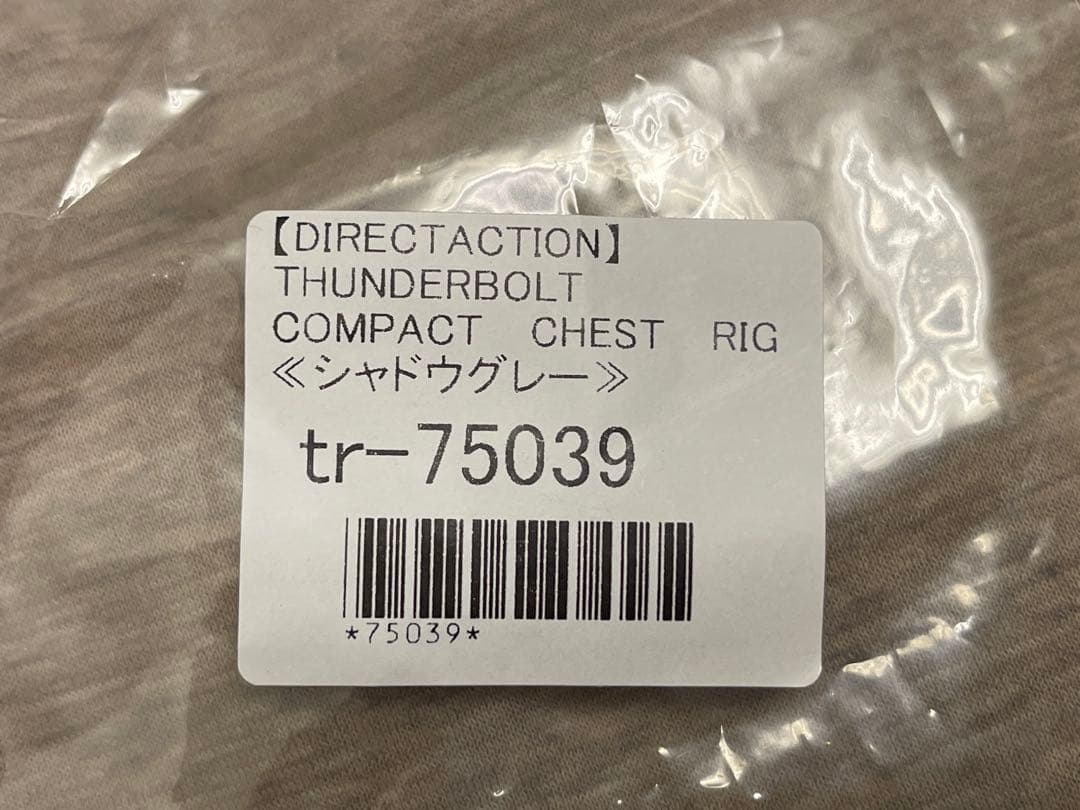 【DIRECTACTION】
THUNDERBOLT
COMPACT CHEST RIG
≪シャドウグレー≫
tr-75039
*75039*